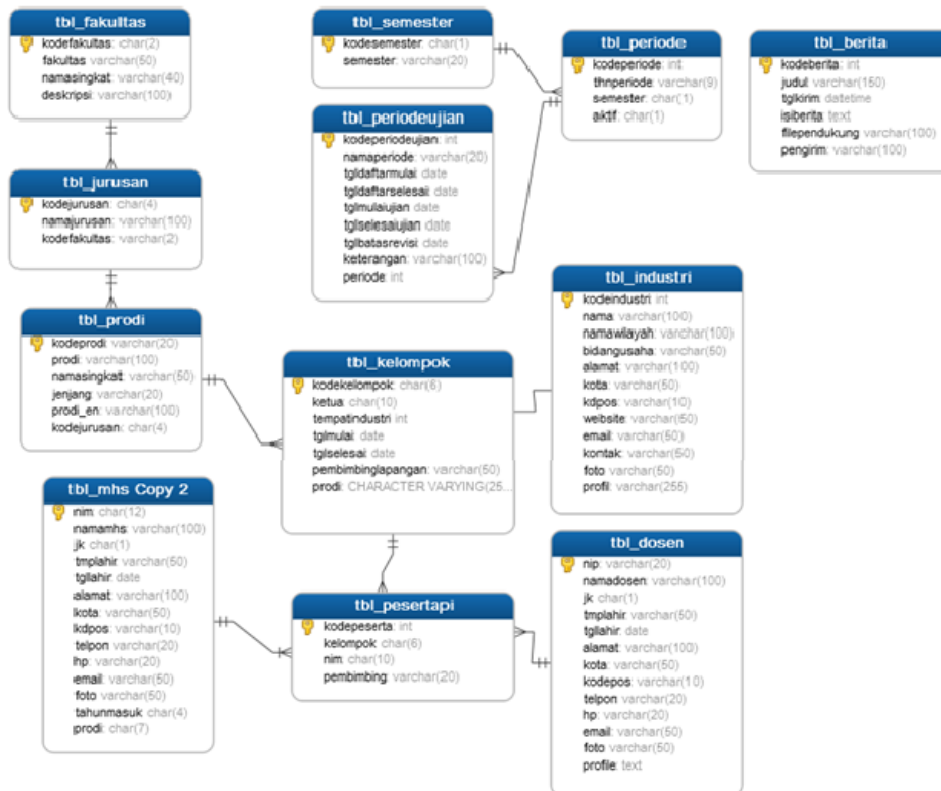 tbl_fakultas
kodefakultas: char(2)
fakultas varchar(50)
namasingkat: varchar(40)
deskripsi: varchar(100)
tbl_semester
kodesemester: char(1)
semester: varchar(20)
tbl_periode
kodeperiode: int
thnperiode: varchar(9)
semester: char(1)
aktif: char(1)
tbl_berita
kodeberita: int
judul: varchar(150)
tglkirim: datetime
isiberita: text
filependukung: varchar(100)
pengirim: varchar(100)
tbl_periodeujian
kodeperiodeujian: int
namaperiode: varchar(20)
tgldaftarmulai: date
tgldaftarselesai: date
tglmulaiujian date
tglselesaiujian date
tglbatasrevisi: date
keterangan: varchar(100)
periode: int
tbl_jurusan
kodejurusan: char(4)
namajurusan: varchar(100)
kodefakultas: varchar(2)
tbl_prodi
kodeprodi: varchar(20)
prodi: varchar(100)
namasingkat: varchar(50)
jenjang: varchar(20)
prodi_en: varchar(100)
kodejurusan: char(4)
tbl_kelompok
kodekelompok: char(6)
ketua: char(10)
tempatindustri int
tglmulai: date
tglselesai: date
pembimbinglapangan: varchar(50)
prodi: CHARACTER VARYING(25...
tbl_industri
kodeindustri int
nama: varchar(100)
namawilayah: varchar(100)
bidangusaha: varchar(50)
alamat: varchar(100)
kota: varchar(50)
kdpos: varchar(10)
website: varchar(50)
email: varchar(50)
kontak: varchar(50)
foto: varchar(50)
profil: varchar(255)
tbl_mhs Copy 2
nim: char(12)
namamhs: varchar(100)
jk: char(1)
tmplahir: varchar(50)
tgllahir: date
alamat: varchar(100)
kota: varchar(50)
kdpos: varchar(10)
telpon: varchar(20)
hp: varchar(20)
email: varchar(50)
foto: varchar(50)
tahunmasuk: char(4)
prodi: char(7)
tbl_pesertapi
kodepeserta: int
kelompok: char(6)
nim: char(10)
pembimbing: varchar(20)
tbl_dosen
nip: varchar(20)
namadosen: varchar(100)
jk: char(1)
tmplahir: varchar(50)
tgllahir: date
alamat: varchar(100)
kota: varchar(50)
kodepos: varchar(10)
telpon: varchar(20)
hp: varchar(20)
email: varchar(50)
foto: varchar(50)
profile: text